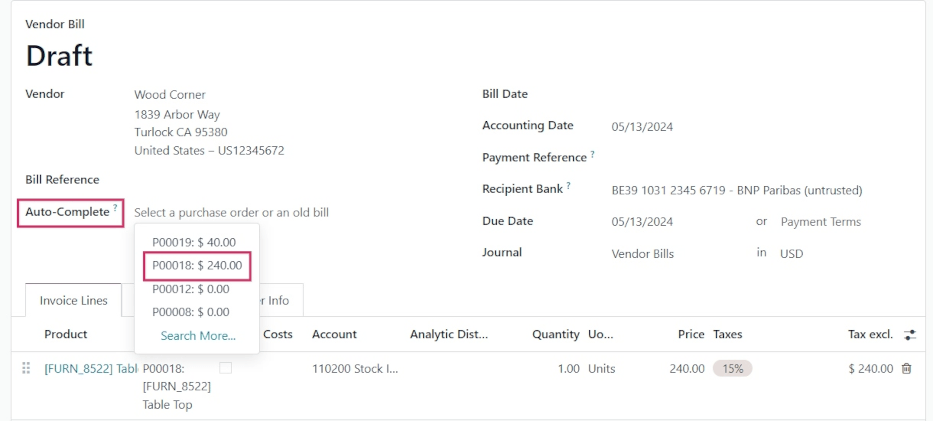 Vendor Bill
Draft
Vendor
Wood Corner
1839 Arbor Way
Turlock CA 95380
United States – US12345672
Bill Reference
Auto-Complete ?
Select a purchase order or an old bill
P00019: $ 40.00
P00018: $ 240.00
P00012: $ 0.00
P00008: $ 0.00
Search More...
Bill Date
Accounting Date 05/13/2024
Payment Reference ?
Recipient Bank ? BE39 1031 2345 6719 - BNP Paribas (untrusted)
Due Date 05/13/2024 or Payment Terms
Journal Vendor Bills in USD
Invoice Lines
Info
Product Costs Account Analytic Dist... Quantity Uo... Price Taxes Tax excl.
[FURN_8522] Tabl P00018: 110200 Stock I... 1.00 Units 240.00 15% $ 240.00
[FURN_8522]
Table Top